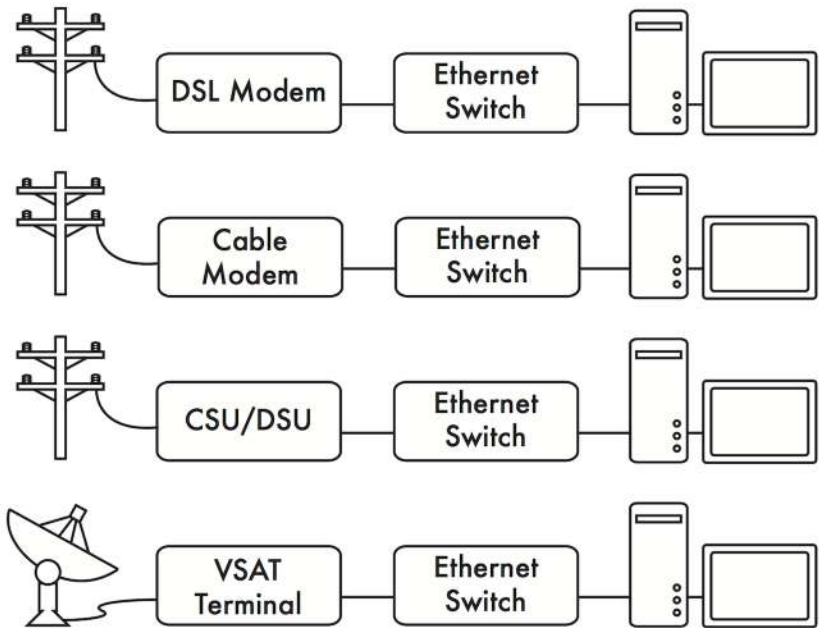 DSL Modem
Ethernet
Switch
Cable
Modem
Ethernet
Switch
CSU/DSU
Ethernet
Switch
VSAT
Terminal
Ethernet
Switch